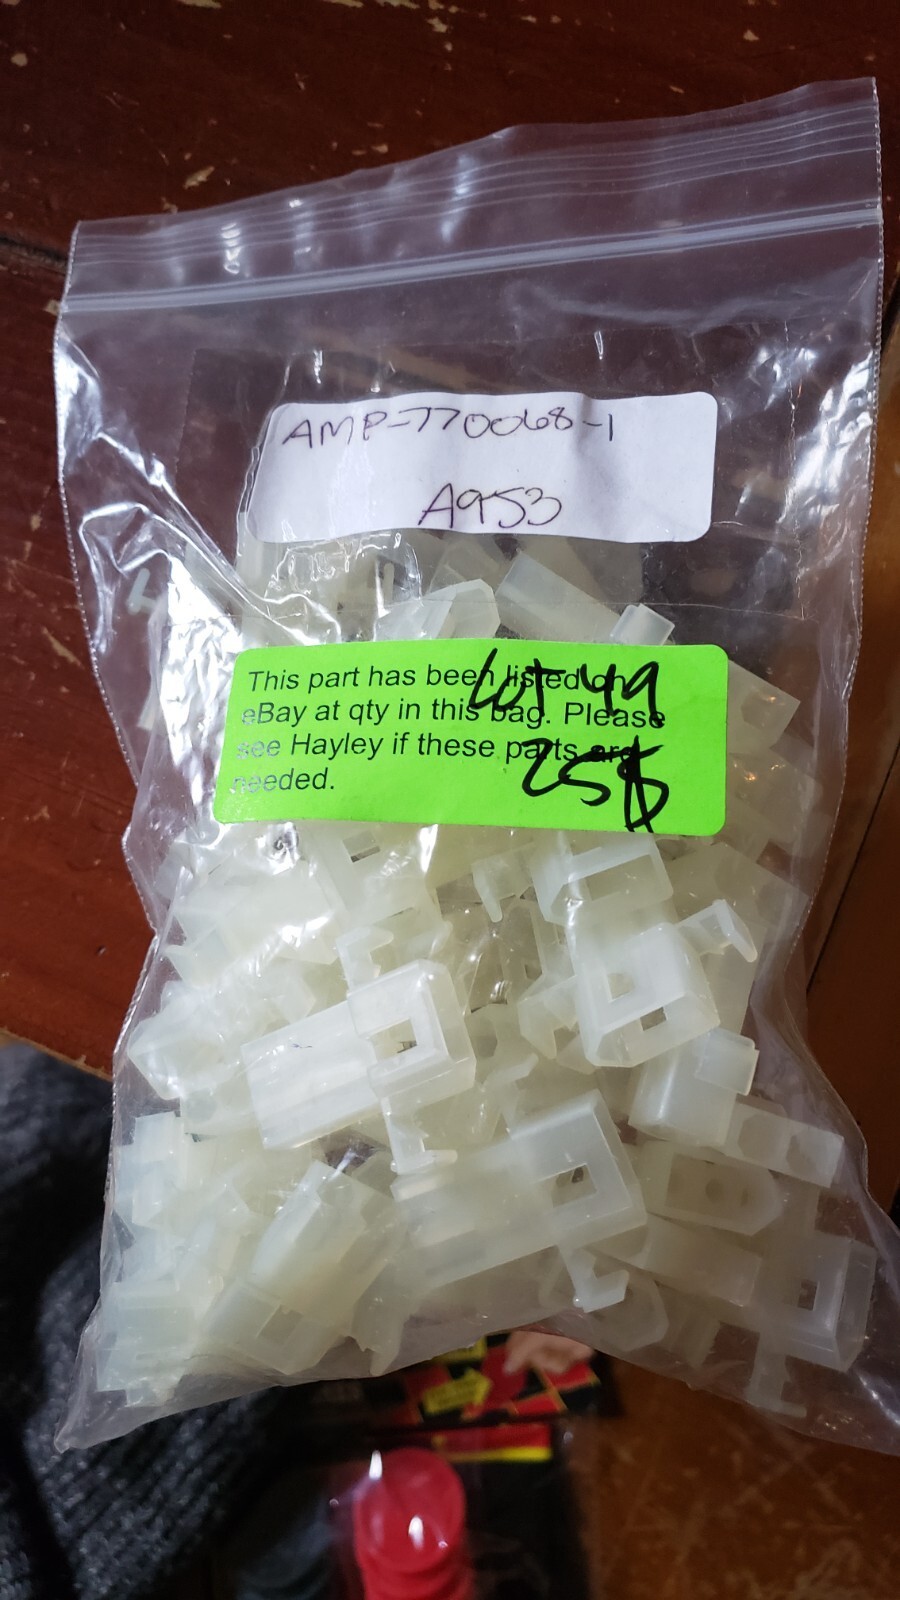 AMP-770068-1
A953
This part has been listed on
eBay at qty in this bag. Please
see Hayley if these parts are
needed.
Lot 49
25$